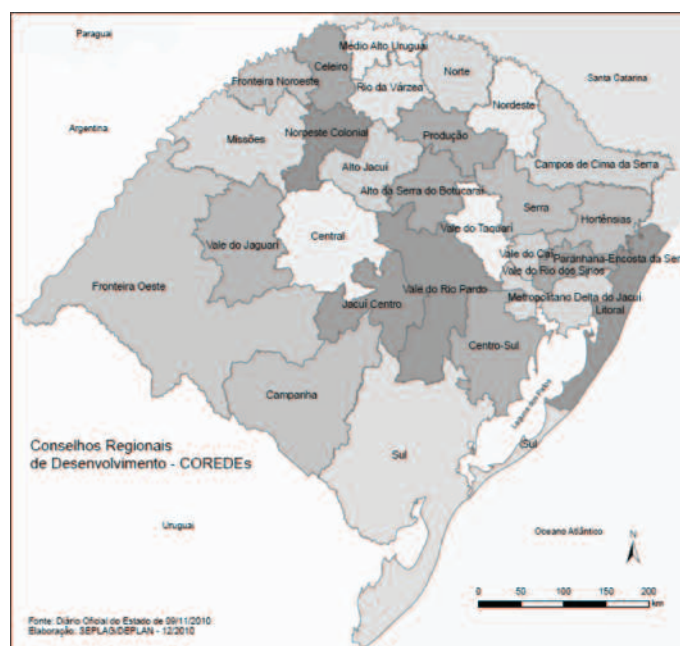 Paraguai
Santa Catarina
Argentina
Médio Alto Uruguai
Celeiro
Norte
Fronteira Noroeste
Rio da Várzea
Nordeste
Missões
Noroeste Colonial
Produção
Alto Jacuí
Campos de Cima da Serra
Alto da Serra do Botucaraí
Serra
Hortênsias
Vale do Taquari
Central
Vale do Jaguari
Vale do Caí
Paranhana-Encosta da Ser
Vale do Rio dos Sinos
Fronteira Oeste
Vale do Rio Pardo
Metropolitano Delta do Jacuí
Jacuí Centro
Litoral
Centro-Sul
Campanha
Laguna dos Patos
Sul
Sul
Conselhos Regionais
de Desenvolvimento - COREDEs
Uruguai
Oceano Atlântico
N
0 50 100 150 200
km
Fonte: Diário Oficial do Estado de 09/11/2010
Elaboração: SEPLAG/DEPLAN - 12/2010